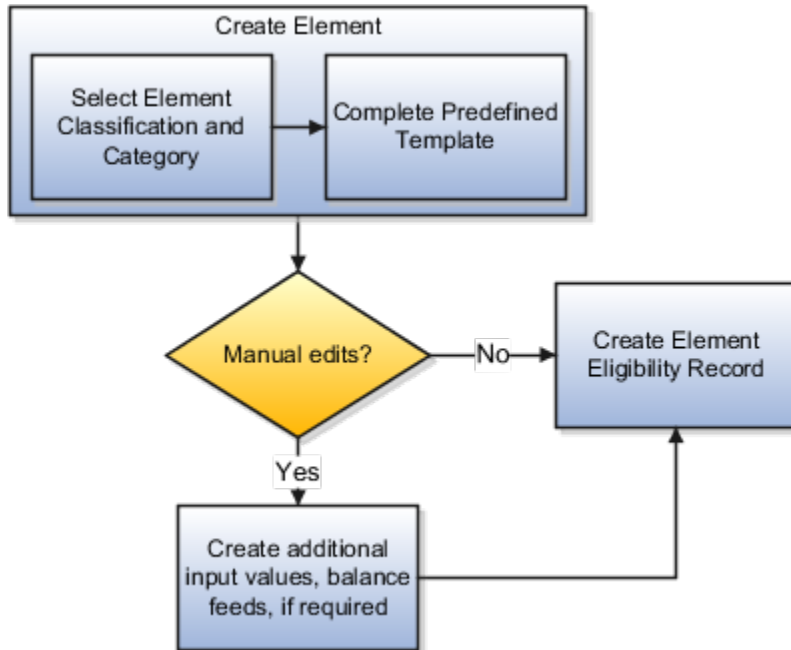 Create Element
Select Element
Classification and
Category
Complete Predefined
Template
Manual edits?
No
Create Element
Eligibility Record
Yes
Create additional
input values, balance
feeds, if required